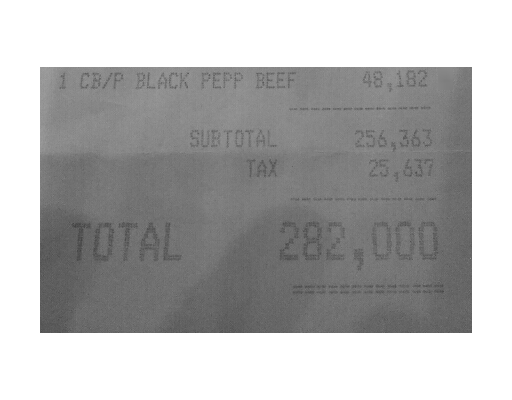 1 CB/P BLACK PEPP BEEF 48,182
SUBTOTAL 256,363
TAX 25,637
TOTAL 282,000